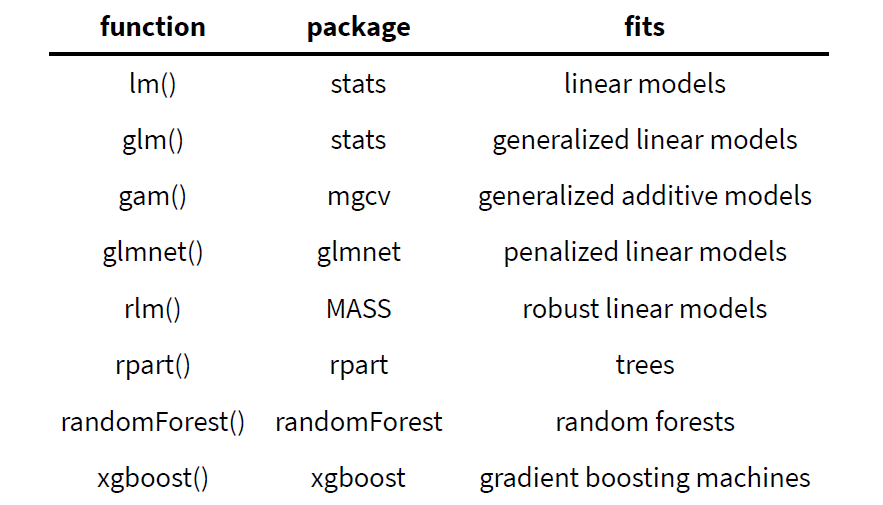 function package fits
lm() stats linear models
glm() stats generalized linear models
gam() mgcv generalized additive models
glmnet() glmnet penalized linear models
rlm() MASS robust linear models
rpart() rpart trees
randomForest() randomForest random forests
xgboost() xgboost gradient boosting machines